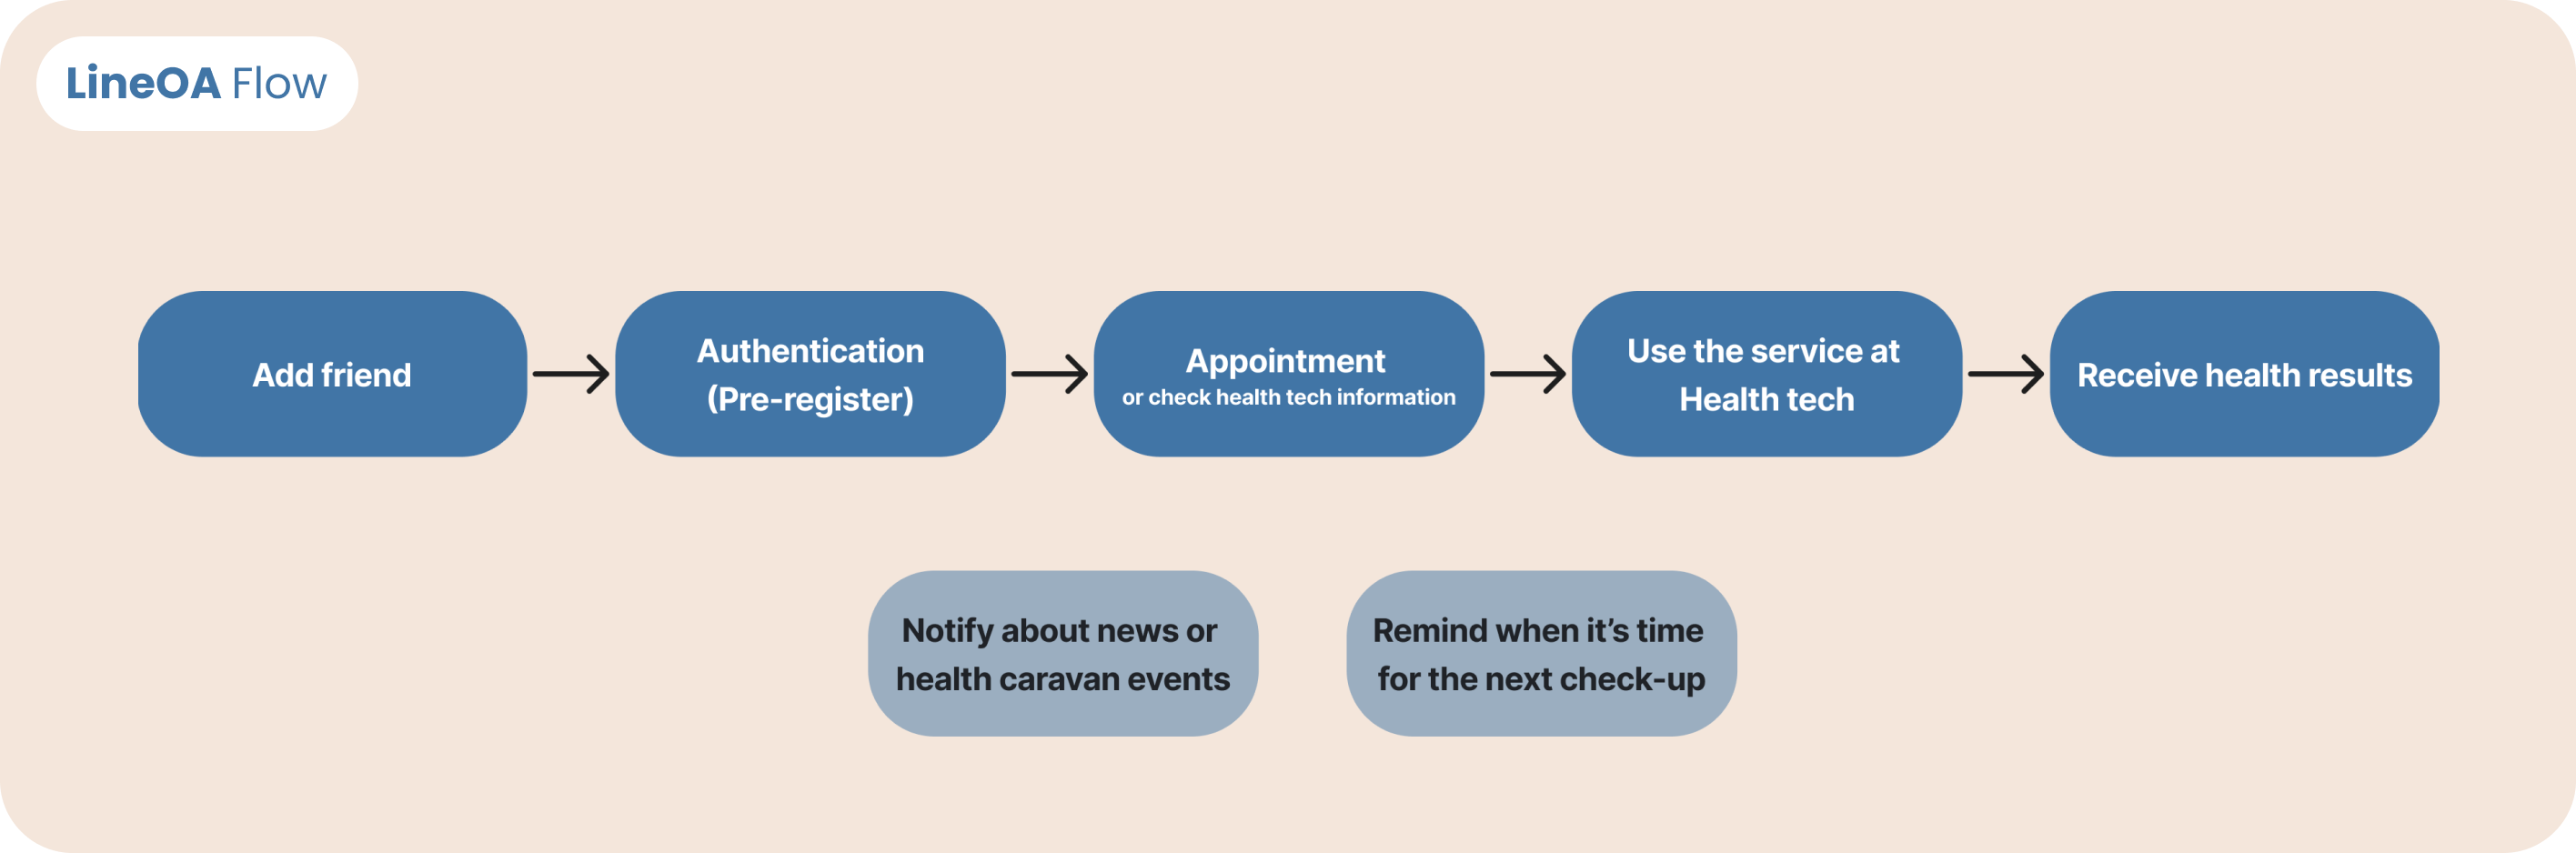 LineOA Flow
Add friend
Authentication
(Pre-register)
Appointment
or check health tech information
Use the service at
Health tech
Receive health results
Notify about news or
health caravan events
Remind when it’s time
for the next check-up